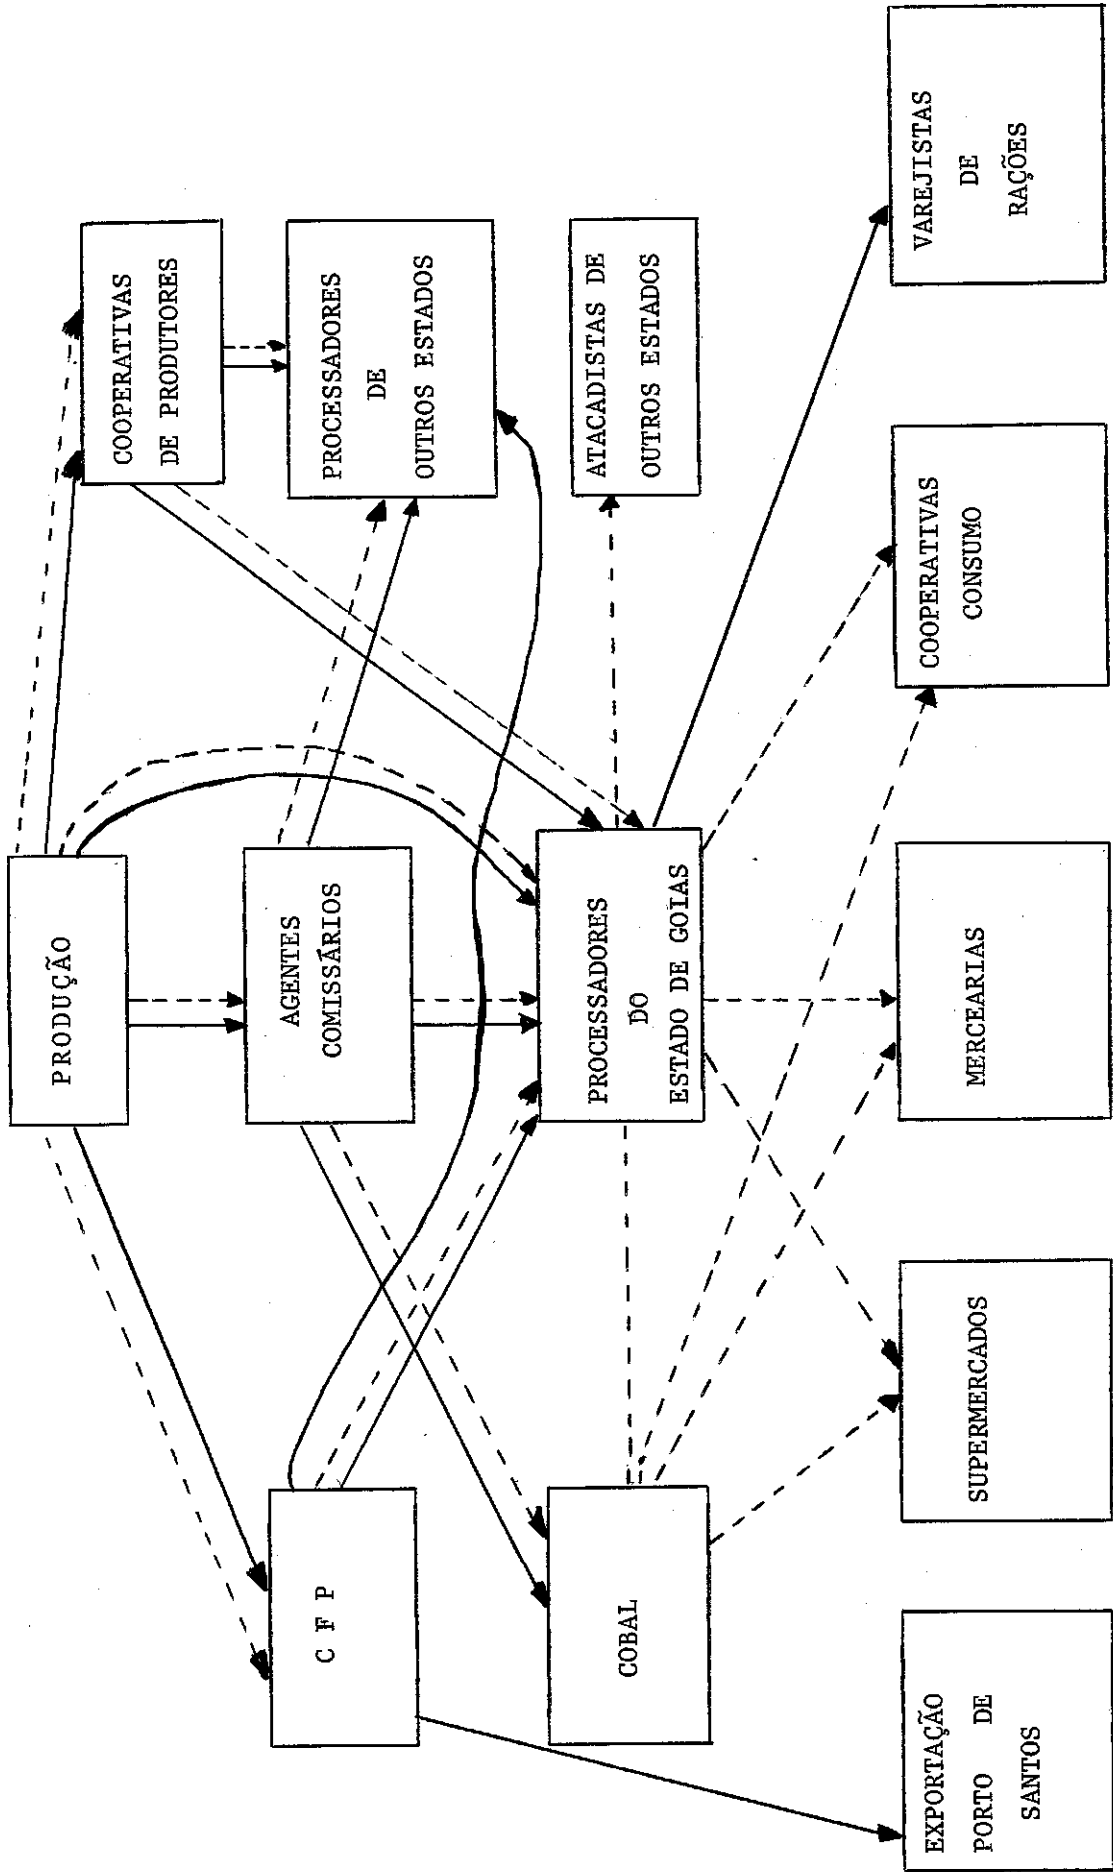 PRODUÇÃO
COOPERATIVAS
DE PRODUTORES
C F P
AGENTES
COMISSÁRIOS
PROCESSADORES
DE
OUTROS ESTADOS
COBAL
PROCESSADORES
DO
ESTADO DE GOIAS
ATACADISTAS DE
OUTROS ESTADOS
EXPORTAÇÃO
PORTO DE
SANTOS
SUPERMERCADOS
MERCEARIAS
COOPERATIVAS
CONSUMO
VAREJISTAS
DE
RAÇÕES